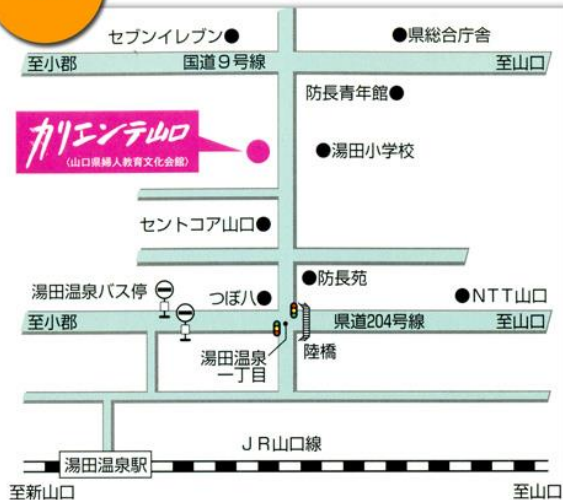 セブンイレブン
県総合庁舎
至小郡
国道9号線
至山口
防長青年館
カリエンテ山口
〈山口県婦人教育文化会館〉
湯田小学校
セントコア山口
防長苑
湯田温泉バス停
つぼ八
NTT山口
至小郡
県道204号線
至山口
湯田温泉
一丁目
陸橋
JR山口線
湯田温泉駅
至新山口
至山口